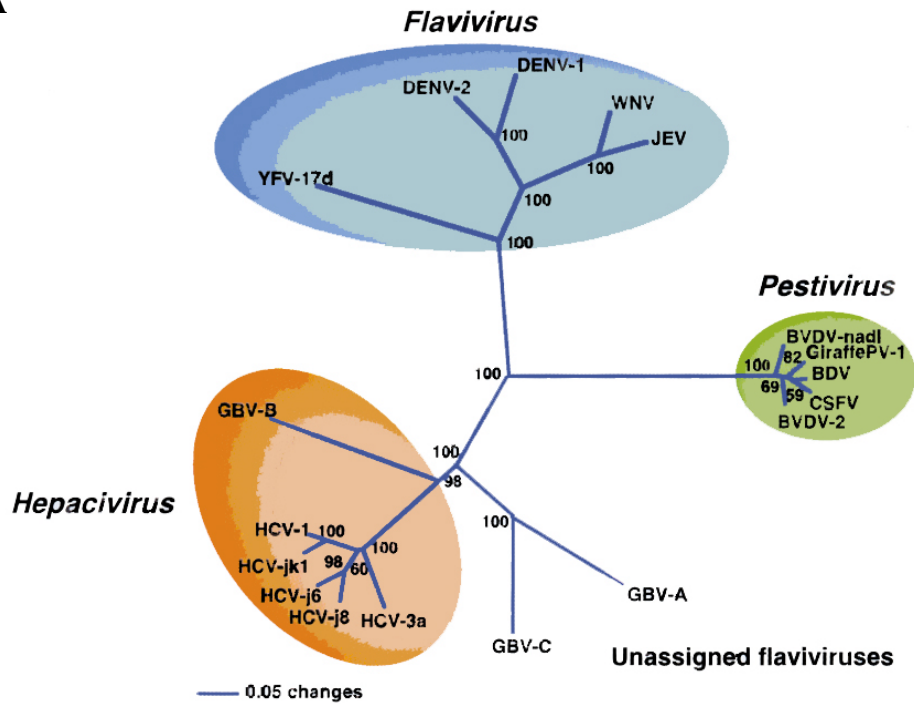 A
Flavivirus
DENV-1
DENV-2
WNV
100
JEV
100
YFV-17d
100
100
Pestivirus
BVDV-nadl
82
GiraffePV-1
100
BDV
100
69
59
CSFV
BVDV-2
GBV-B
100
98
Hepacivirus
HCV-1
100
100
100
HCV-jk1
98
60
HCV-j6
HCV-j8
HCV-3a
GBV-A
GBV-C
Unassigned flaviviruses
0.05 changes